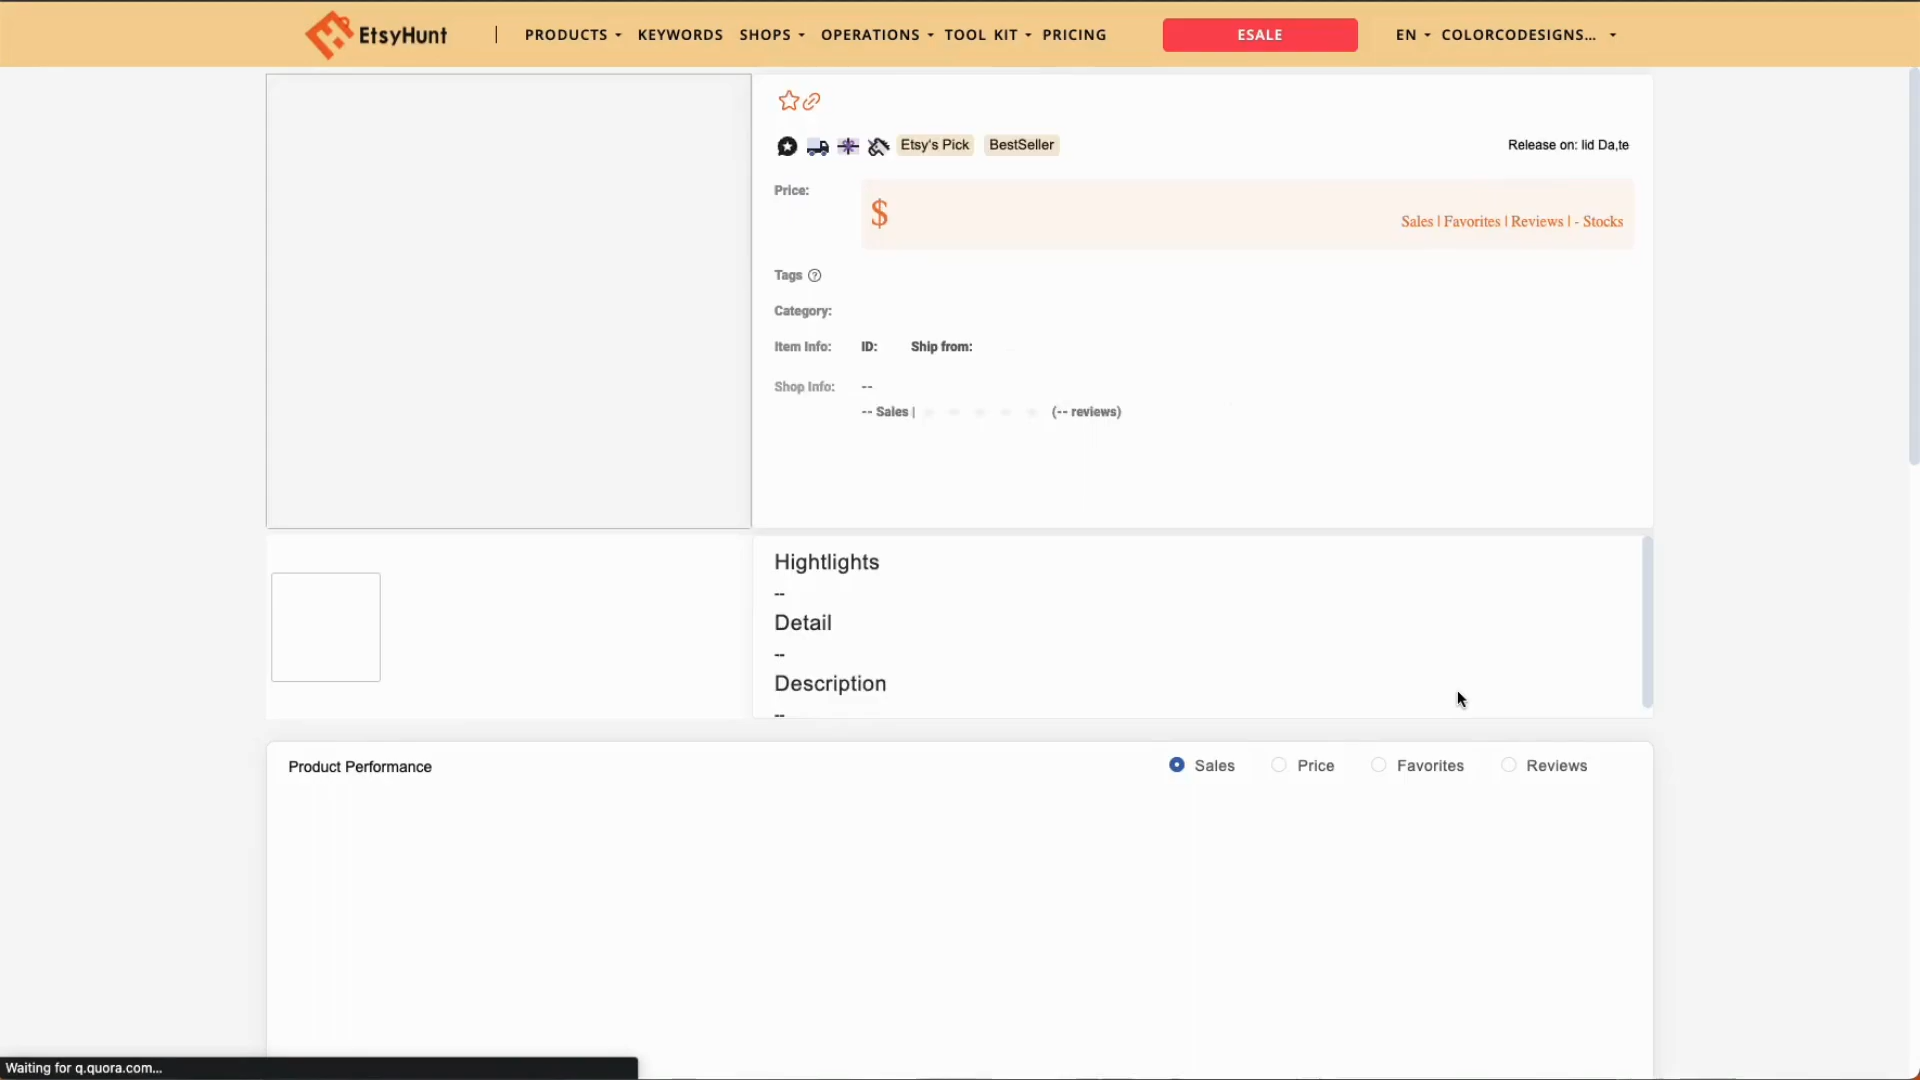 EtsyHunt | PRODUCTS KEYWORDS SHOPS OPERATIONS TOOL KIT PRICING ESALE EN COLORCODESIGNS...
Etsy's Pick BestSeller Release on: lid Da,te
Price: $ Sales | Favorites | Reviews | - Stocks
Tags
Category:
Item Info: ID: Ship from:
Shop Info: --
-- Sales | (-- reviews)
Hightlights
--
Detail
--
Description
--
Product Performance Sales Price Favorites Reviews
Waiting for q.quora.com...